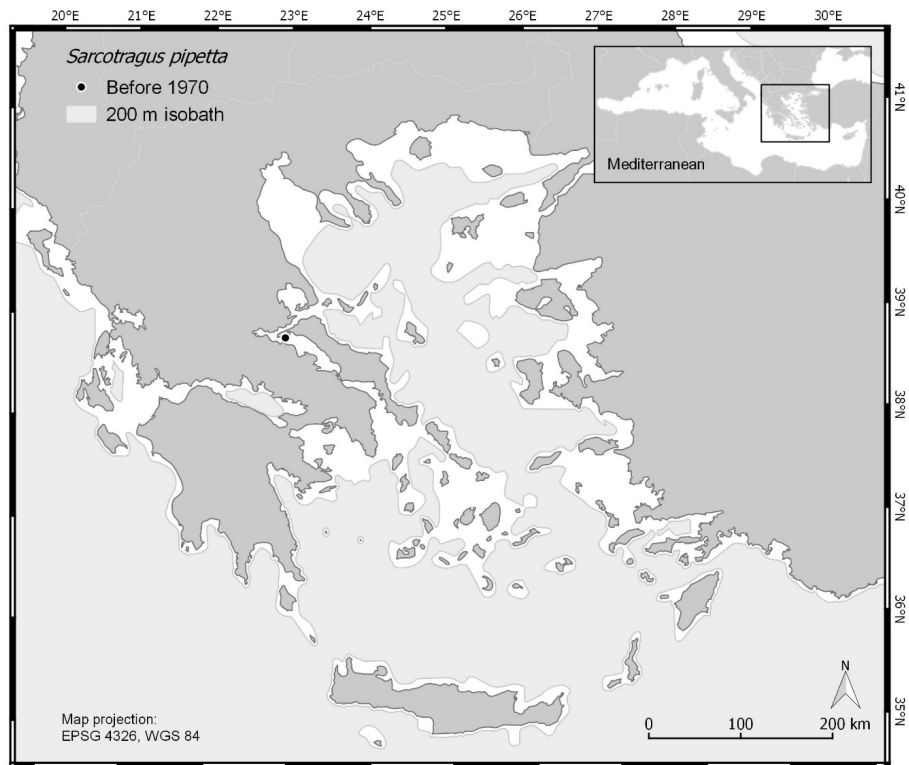 20°E 21°E 22°E 23°E 24°E 25°E 26°E 27°E 28°E 29°E 30°E
Sarcotragus pipetta
Before 1970
200 m isobath
Mediterranean
41°N
40°N
39°N
38°N
37°N
36°N
35°N
N
0 100 200 km
Map projection:
EPSG 4326, WGS 84